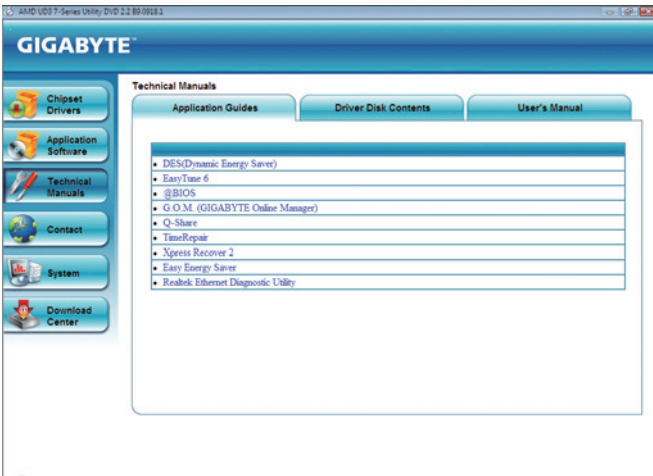 AMD UD3 7-Series Utility DVD 2.2 B9.0918.1
GIGABYTE™
Chipset
Drivers
Application
Software
Technical
Manuals
Contact
System
Download
Center
Technical Manuals
Application Guides
Driver Disk Contents
User's Manual
• DES(Dynamic Energy Saver)
• EasyTune 6
• @BIOS
• G.O.M. (GIGABYTE Online Manager)
• Q-Share
• TimeRepair
• Xpress Recover 2
• Easy Energy Saver
• Realtek Ethernet Diagnostic Utility